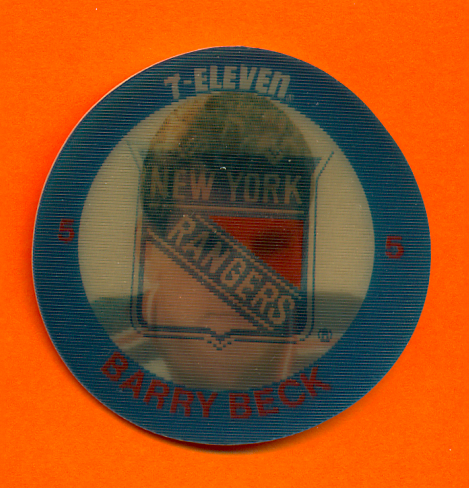 7-ELEVEN®
NEW YORK
RANGERS
®
5 5
BARRY BECK